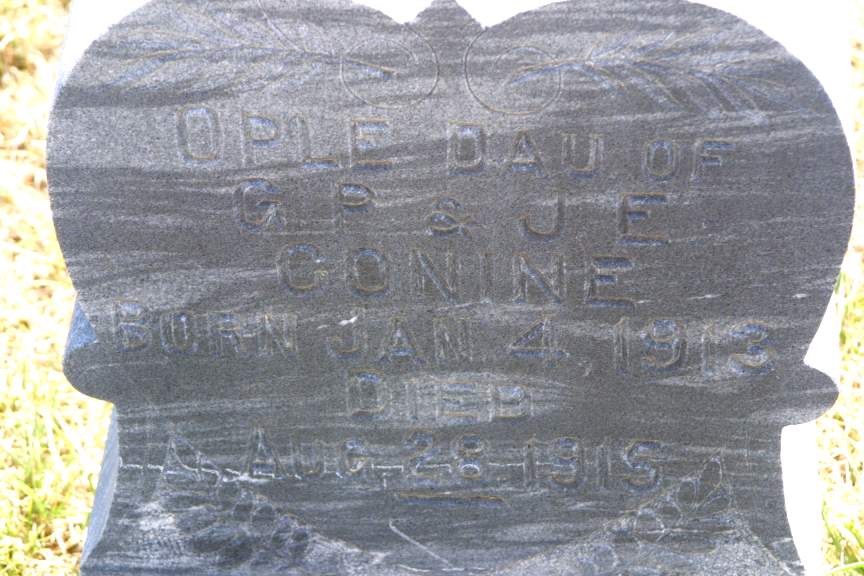 OPLE DAU OF
G. P. & J. E.
CONINE
BORN JAN. 4, 1913
DIED
AUG. 28, 1915